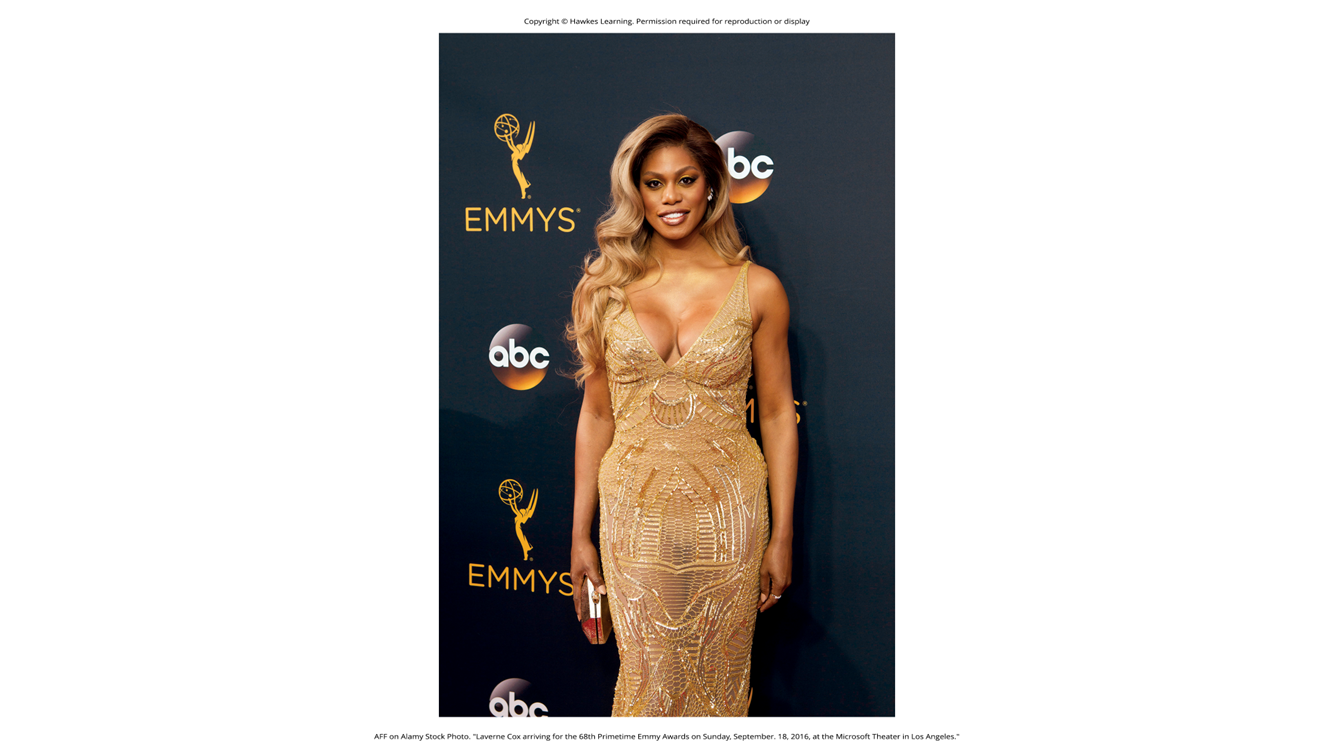 Copyright © Hawkes Learning. Permission required for reproduction or display
bc
EMMYS®
abc
MYS®
EMMYS
abc
AFF on Alamy Stock Photo. "Laverne Cox arriving for the 68th Primetime Emmy Awards on Sunday, September. 18, 2016, at the Microsoft Theater in Los Angeles."